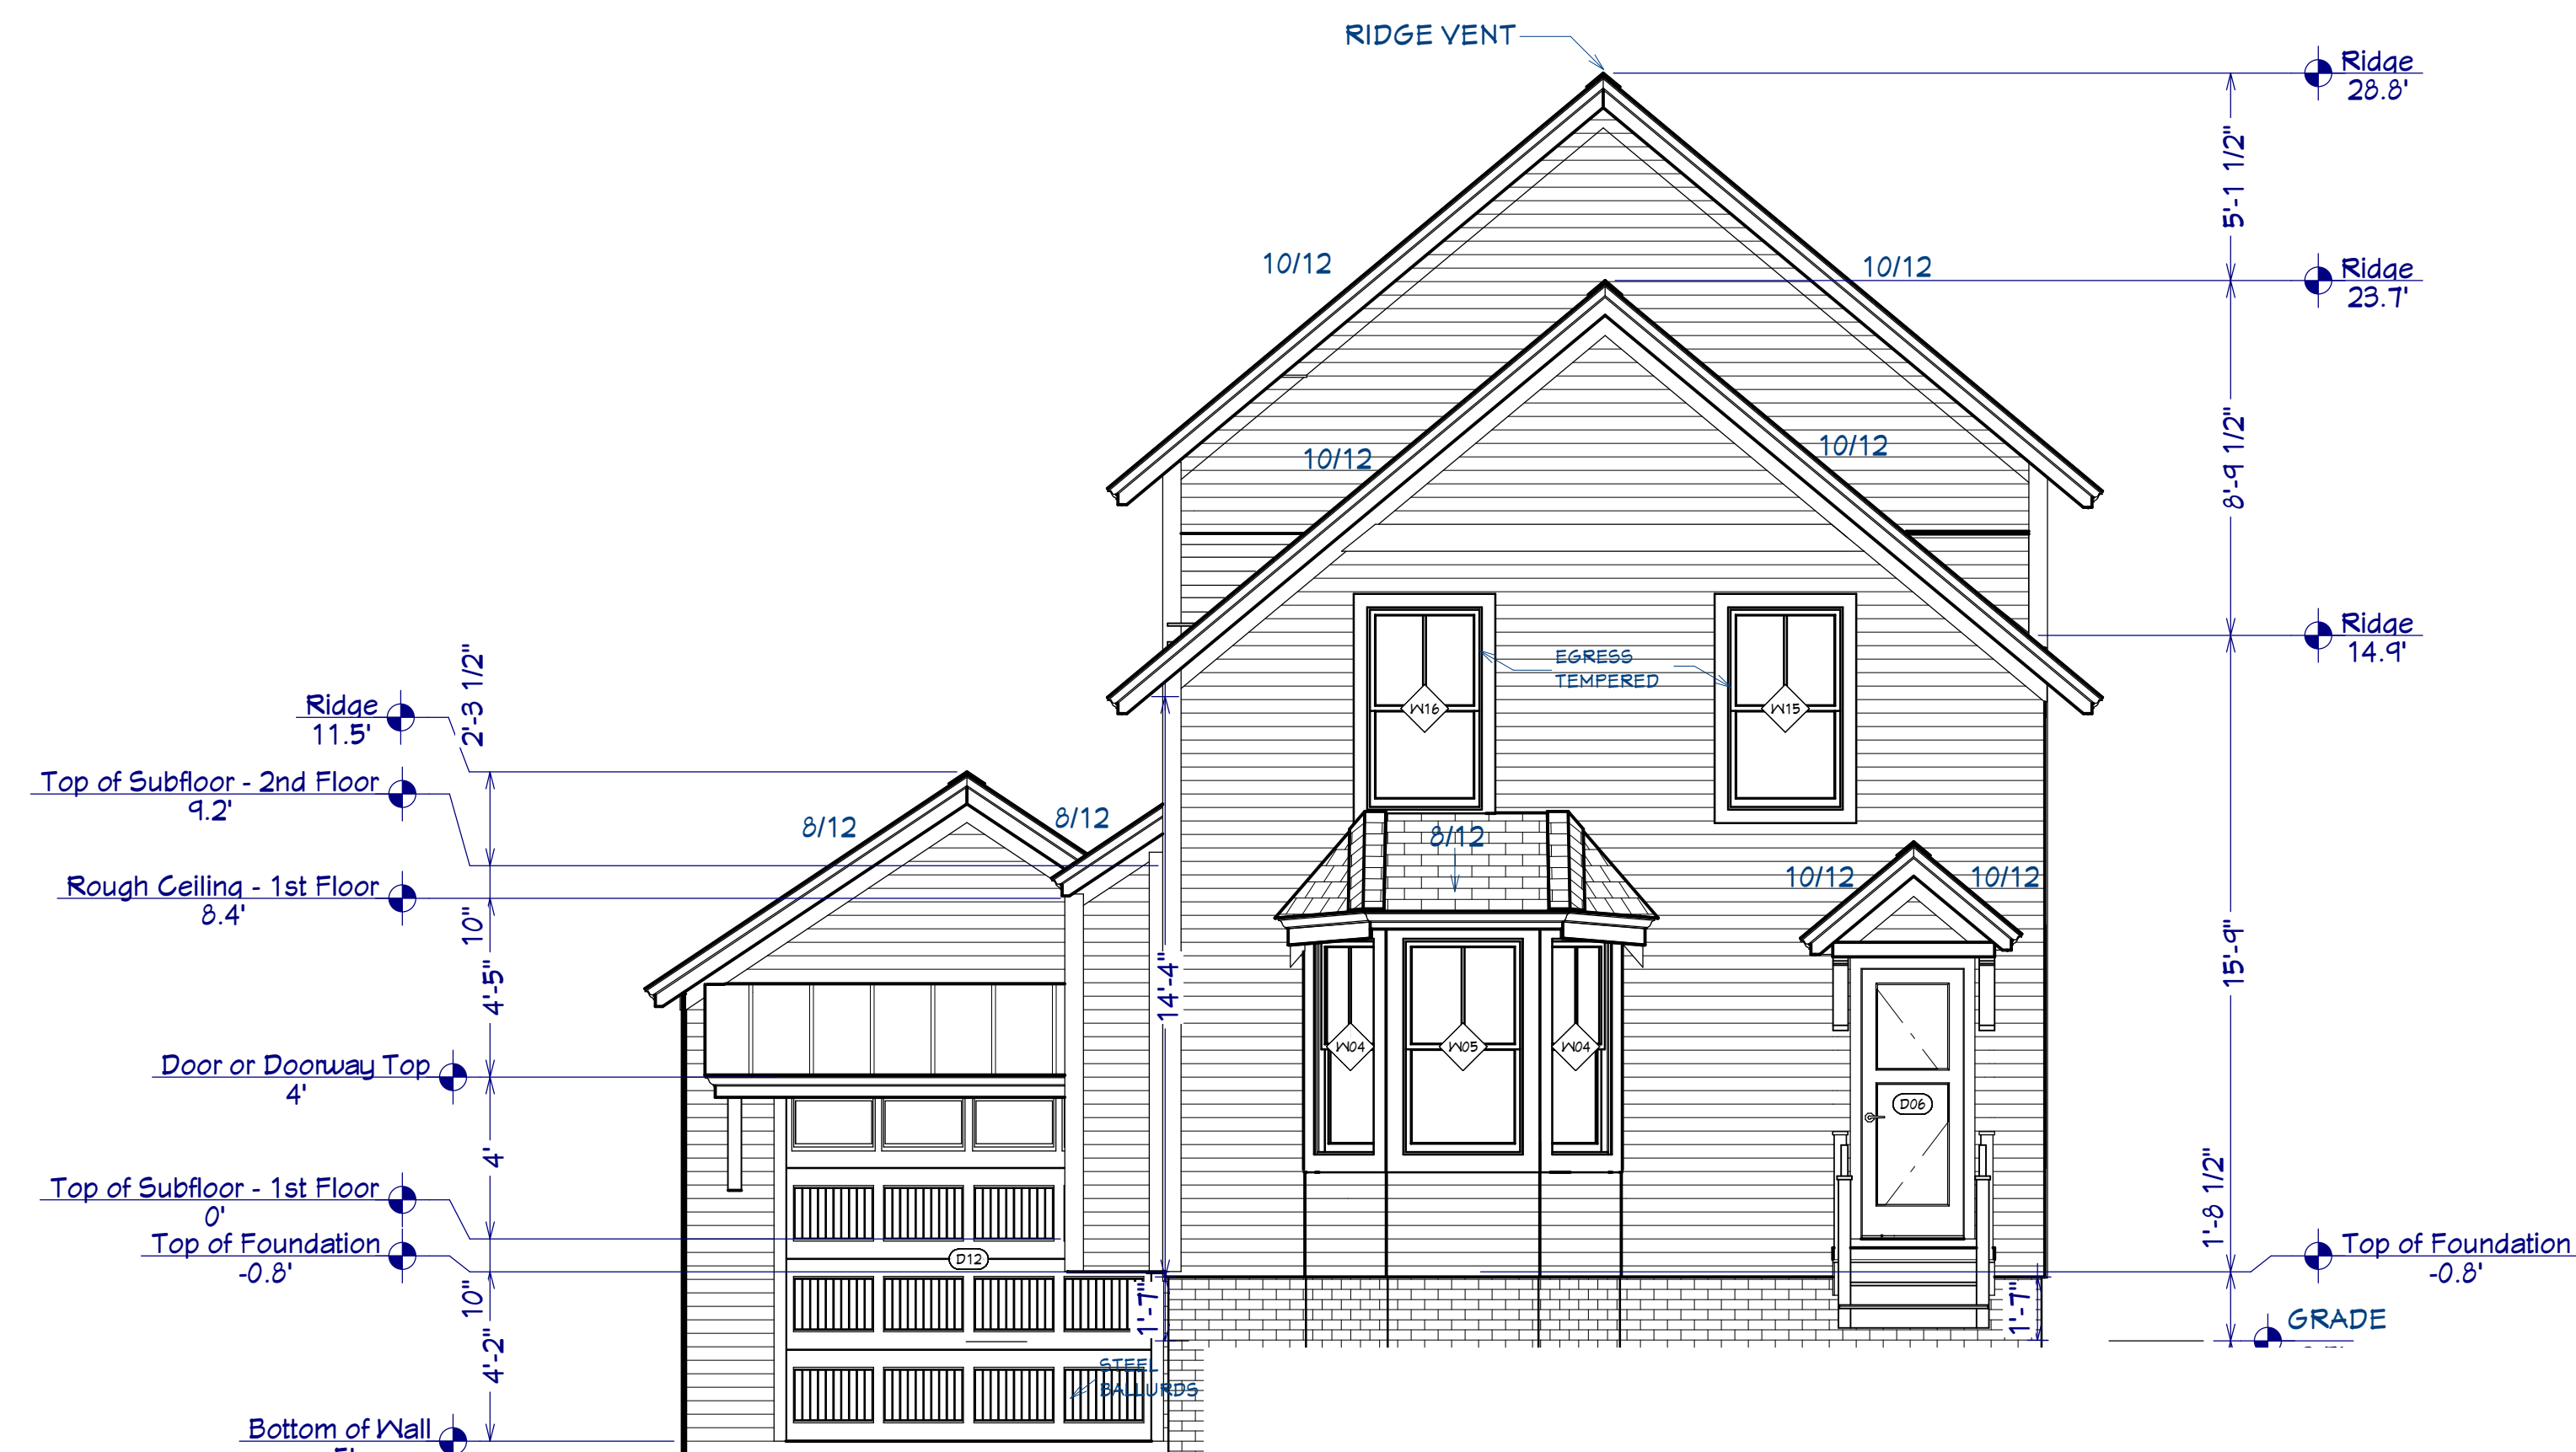 RIDGE VENT
Ridge
28.8'
5'-1 1/2"
10/12
10/12
Ridge
23.7'
8'-9 1/2"
10/12
10/12
Ridge
14.9'
EGRESS
TEMPERED
W16
W15
2'-3 1/2"
Ridge
11.5'
Top of Subfloor - 2nd Floor
9.2'
8/12
8/12
8/12
Rough Ceiling - 1st Floor
8.4'
10"
10/12
10/12
4'-5"
14'-4"
15'-9"
W04
W05
W04
Door or Doorway Top
4'
D06
4'
Top of Subfloor - 1st Floor
0'
1'-8 1/2"
Top of Foundation
-0.8'
D12
Top of Foundation
-0.8'
10"
1'-7"
1'-7"
GRADE
4'-2"
STEEL
BALLURDS
Bottom of Wall